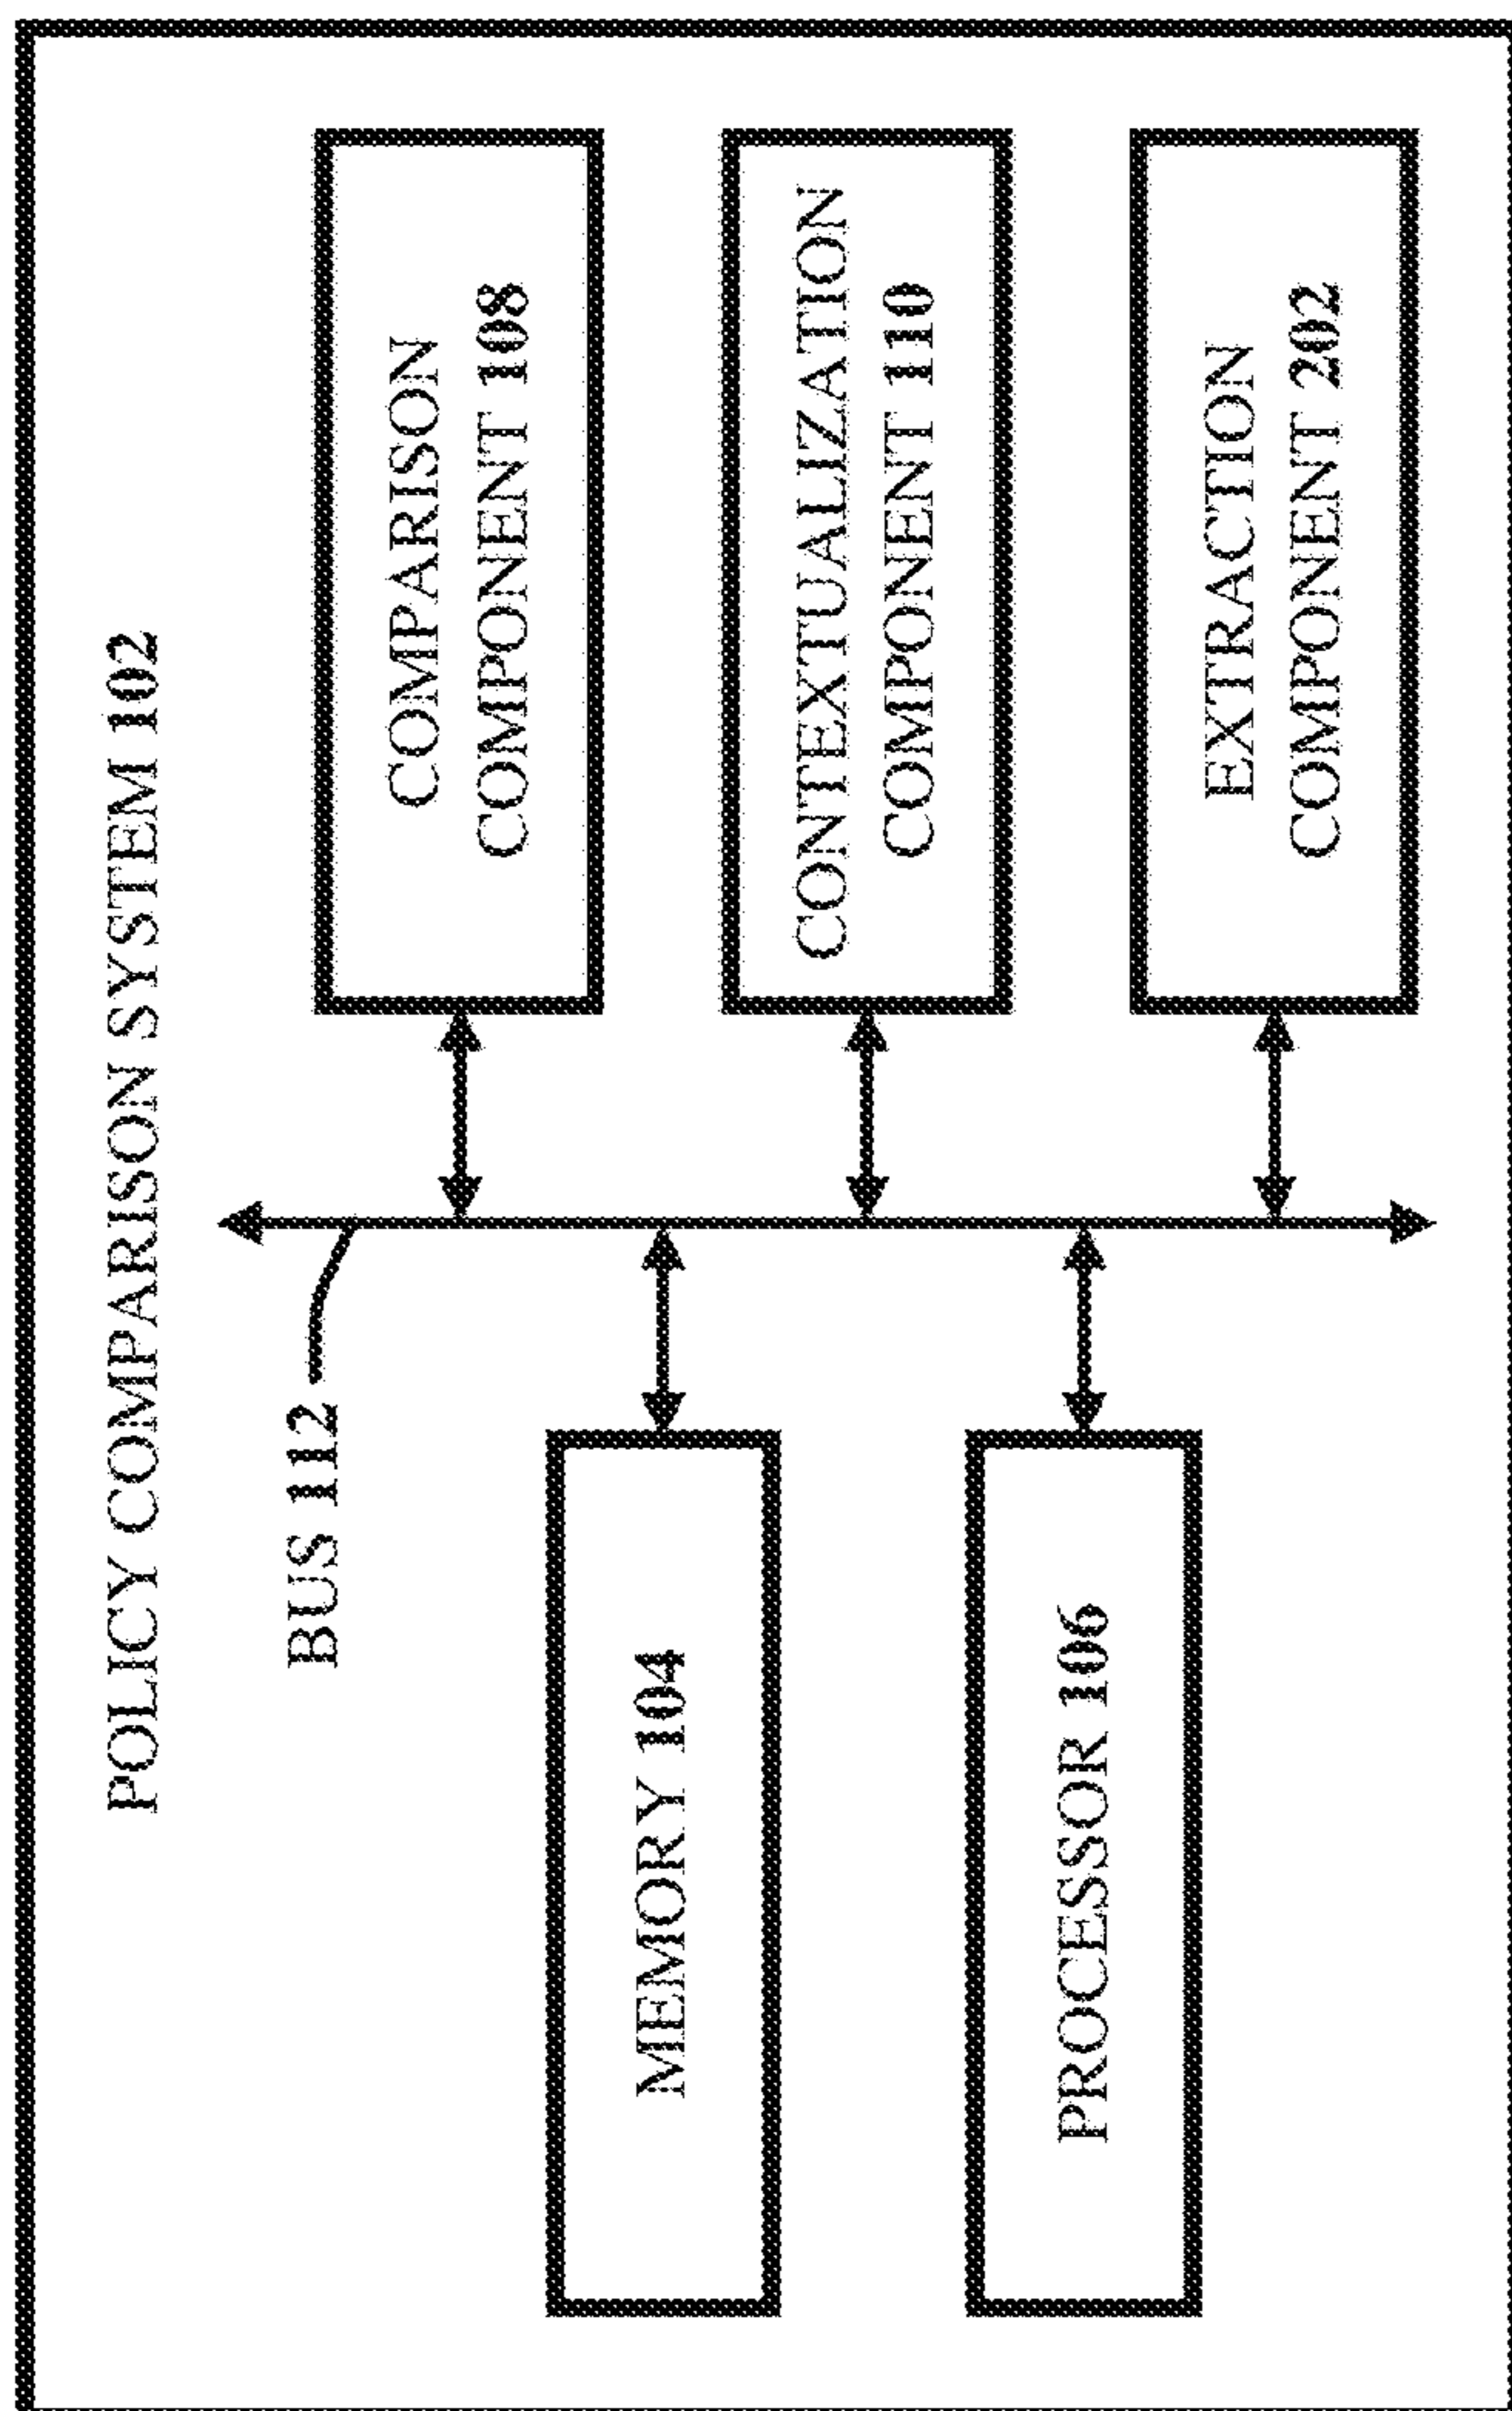 POLICY COMPARISON SYSTEM 102
BUS 112
MEMORY 104
PROCESSOR 106
COMPARISON
COMPONENT 108
CONTEXTUALIZATION
COMPONENT 110
EXTRACTION
COMPONENT 202